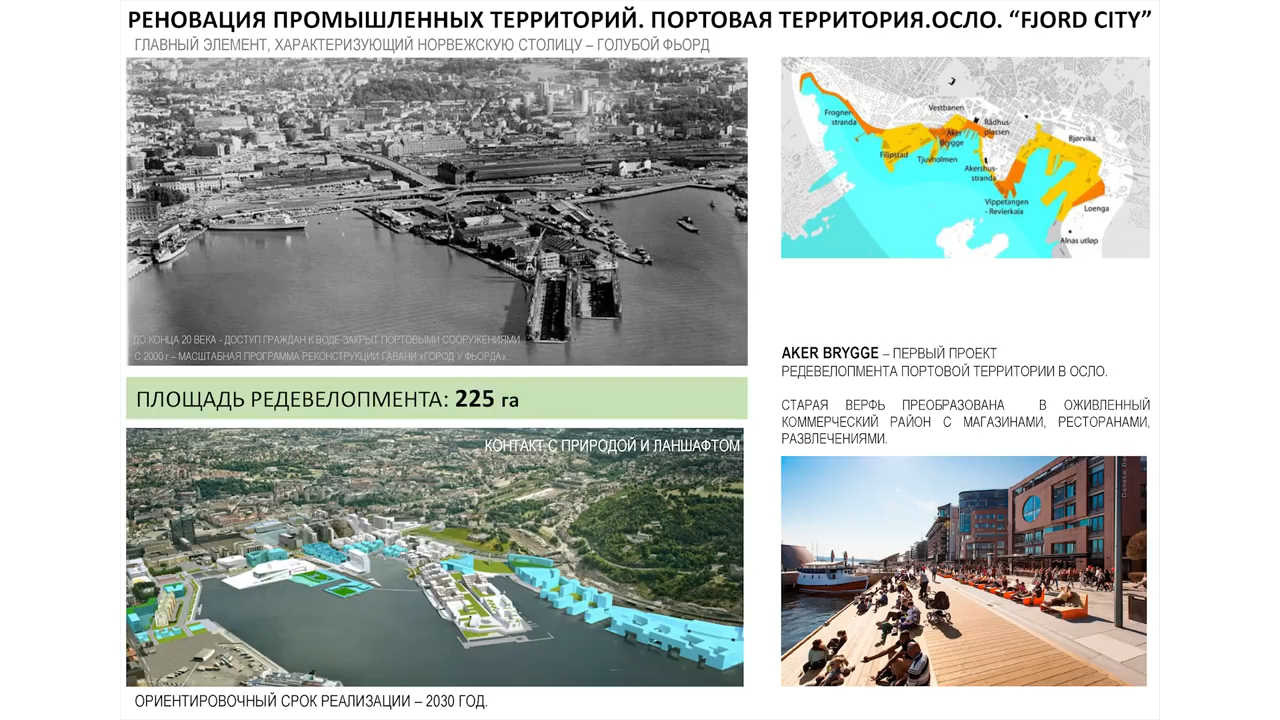 РЕНОВАЦИЯ ПРОМЫШЛЕННЫХ ТЕРРИТОРИЙ. ПОРТОВАЯ ТЕРРИТОРИЯ.ОСЛО. “FJORD CITY”
ГЛАВНЫЙ ЭЛЕМЕНТ, ХАРАКТЕРИЗУЮЩИЙ НОРВЕЖСКУЮ СТОЛИЦУ – ГОЛУБОЙ ФЬОРД
ДО КОНЦА 20 ВЕКА - ДОСТУП ГРАЖДАН К ВОДЕ ЗАКРЫТ ПОРТОВЫМИ СООРУЖЕНИЯМИ
С 2000 г.– МАСШТАБНАЯ ПРОГРАММА РЕКОНСТРУКЦИИ ГАВАНИ «ГОРОД У ФЬОРДА».
ПЛОЩАДЬ РЕДЕВЕЛОПМЕНТА: 225 га
КОНТАКТ С ПРИРОДОЙ И ЛАНШАФТОМ
ОРИЕНТИРОВОЧНЫЙ СРОК РЕАЛИЗАЦИИ – 2030 ГОД.
Frogner-
stranda
Vestbanen
Rådhus-
plassen
Aker
Brygge
Filipstad
Tjuvholmen
Akershus-
stranda
Bjørvika
Vippetangen
- Revierkaia
Loenga
Alnas utløp
AKER BRYGGE – ПЕРВЫЙ ПРОЕКТ
РЕДЕВЕЛОПМЕНТА ПОРТОВОЙ ТЕРРИТОРИИ В ОСЛО.
СТАРАЯ ВЕРФЬ ПРЕОБРАЗОВАНА В ОЖИВЛЕННЫЙ
КОММЕРЧЕСКИЙ РАЙОН С МАГАЗИНАМИ, РЕСТОРАНАМИ,
РАЗВЛЕЧЕНИЯМИ.